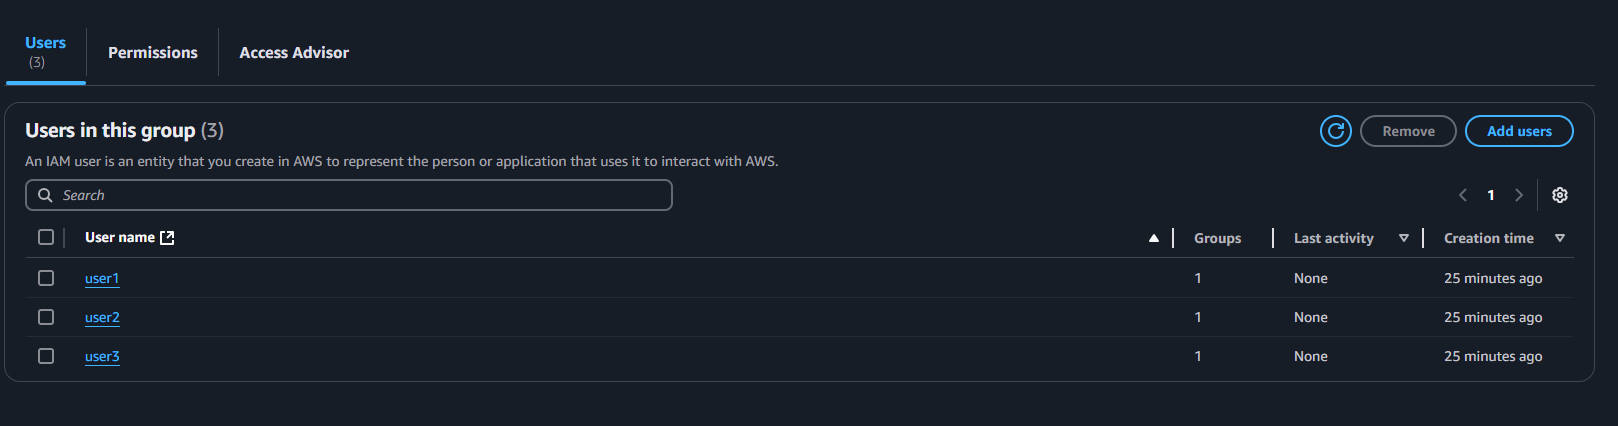 Users
(3)
Permissions
Access Advisor
Users in this group (3)
Remove
Add users
An IAM user is an entity that you create in AWS to represent the person or application that uses it to interact with AWS.
Search
1
User name
Groups
Last activity
Creation time
user1 1 None 25 minutes ago
user2 1 None 25 minutes ago
user3 1 None 25 minutes ago